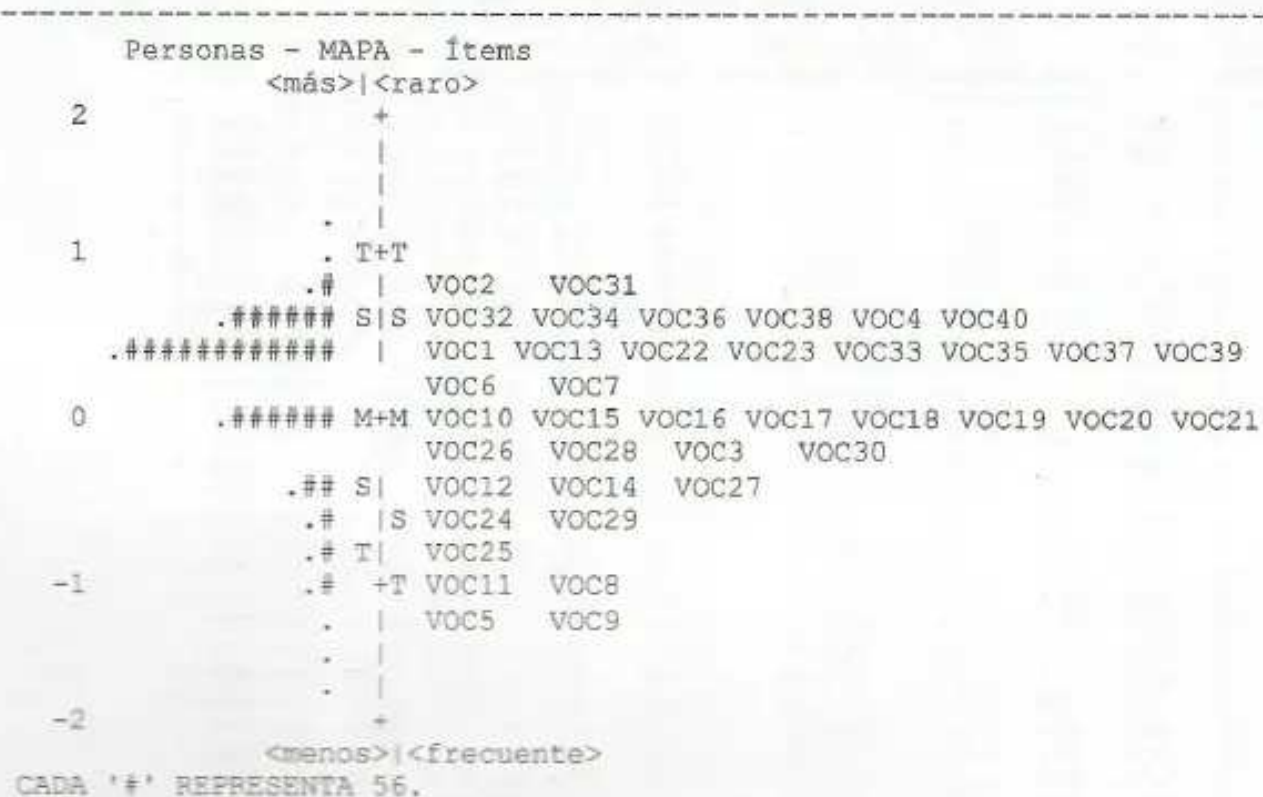 Personas - MAPA - Ítems
<más>|<raro>
2 +
|
|
. |
1 . T+T
.# | VOC2 VOC31
.###### S|S VOC32 VOC34 VOC36 VOC38 VOC4 VOC40
.############ | VOC1 VOC13 VOC22 VOC23 VOC33 VOC35 VOC37 VOC39
VOC6 VOC7
0 .###### M+M VOC10 VOC15 VOC16 VOC17 VOC18 VOC19 VOC20 VOC21
VOC26 VOC28 VOC3 VOC30
.## S| VOC12 VOC14 VOC27
.# |S VOC24 VOC29
.# T| VOC25
-1 .# +T VOC11 VOC8
. | VOC5 VOC9
. |
. |
-2 +
<menos>|<frecuente>
CADA '#' REPRESENTA 56.